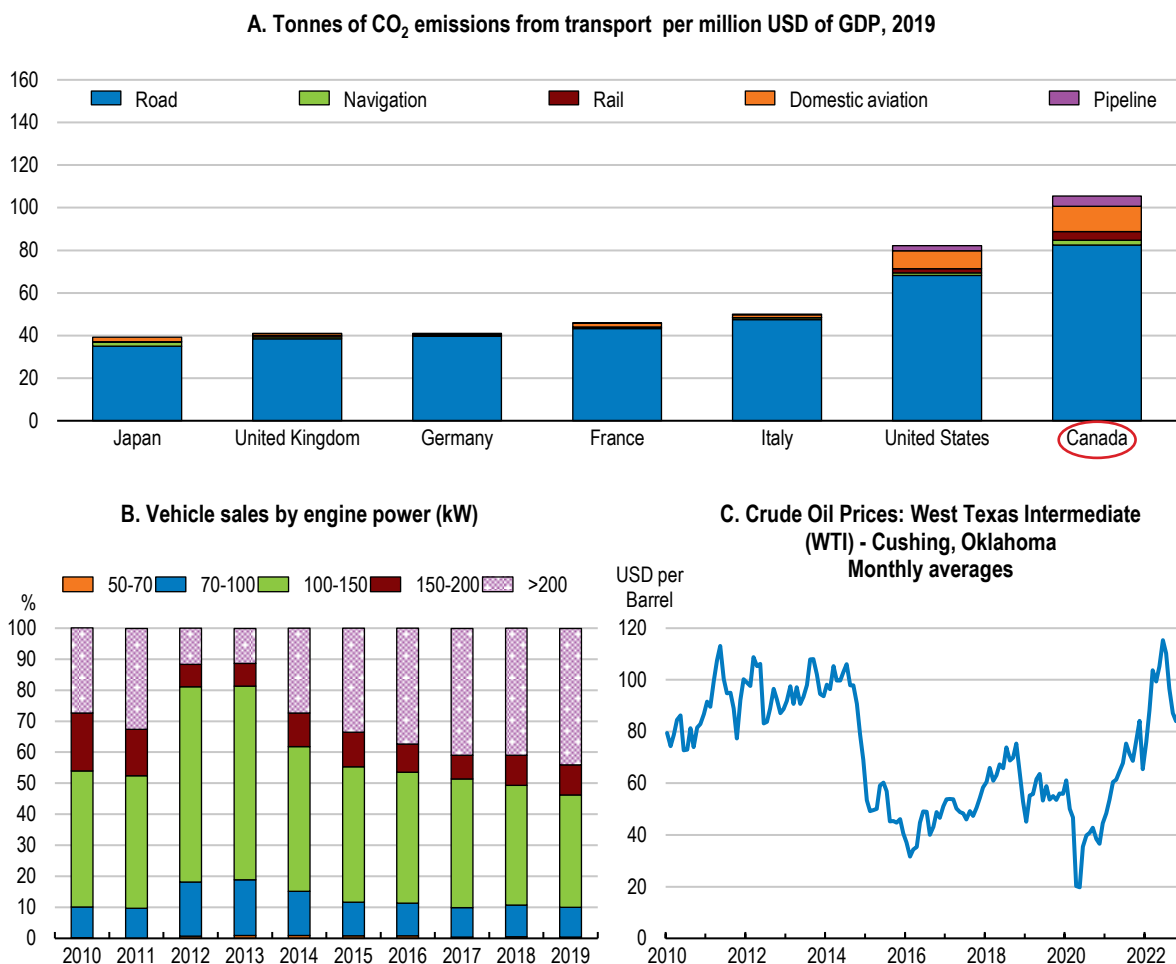 A. Tonnes of CO₂ emissions from transport per million USD of GDP, 2019
Road Navigation Rail Domestic aviation Pipeline
160
140
120
100
80
60
40
20
0
Japan United Kingdom Germany France Italy United States Canada
B. Vehicle sales by engine power (kW)
50-70 70-100 100-150 150-200 >200
%
100
90
80
70
60
50
40
30
20
10
0
2010 2011 2012 2013 2014 2015 2016 2017 2018 2019
C. Crude Oil Prices: West Texas Intermediate
(WTI) - Cushing, Oklahoma
Monthly averages
USD per
Barrel
120
100
80
60
40
20
0
2010 2012 2014 2016 2018 2020 2022